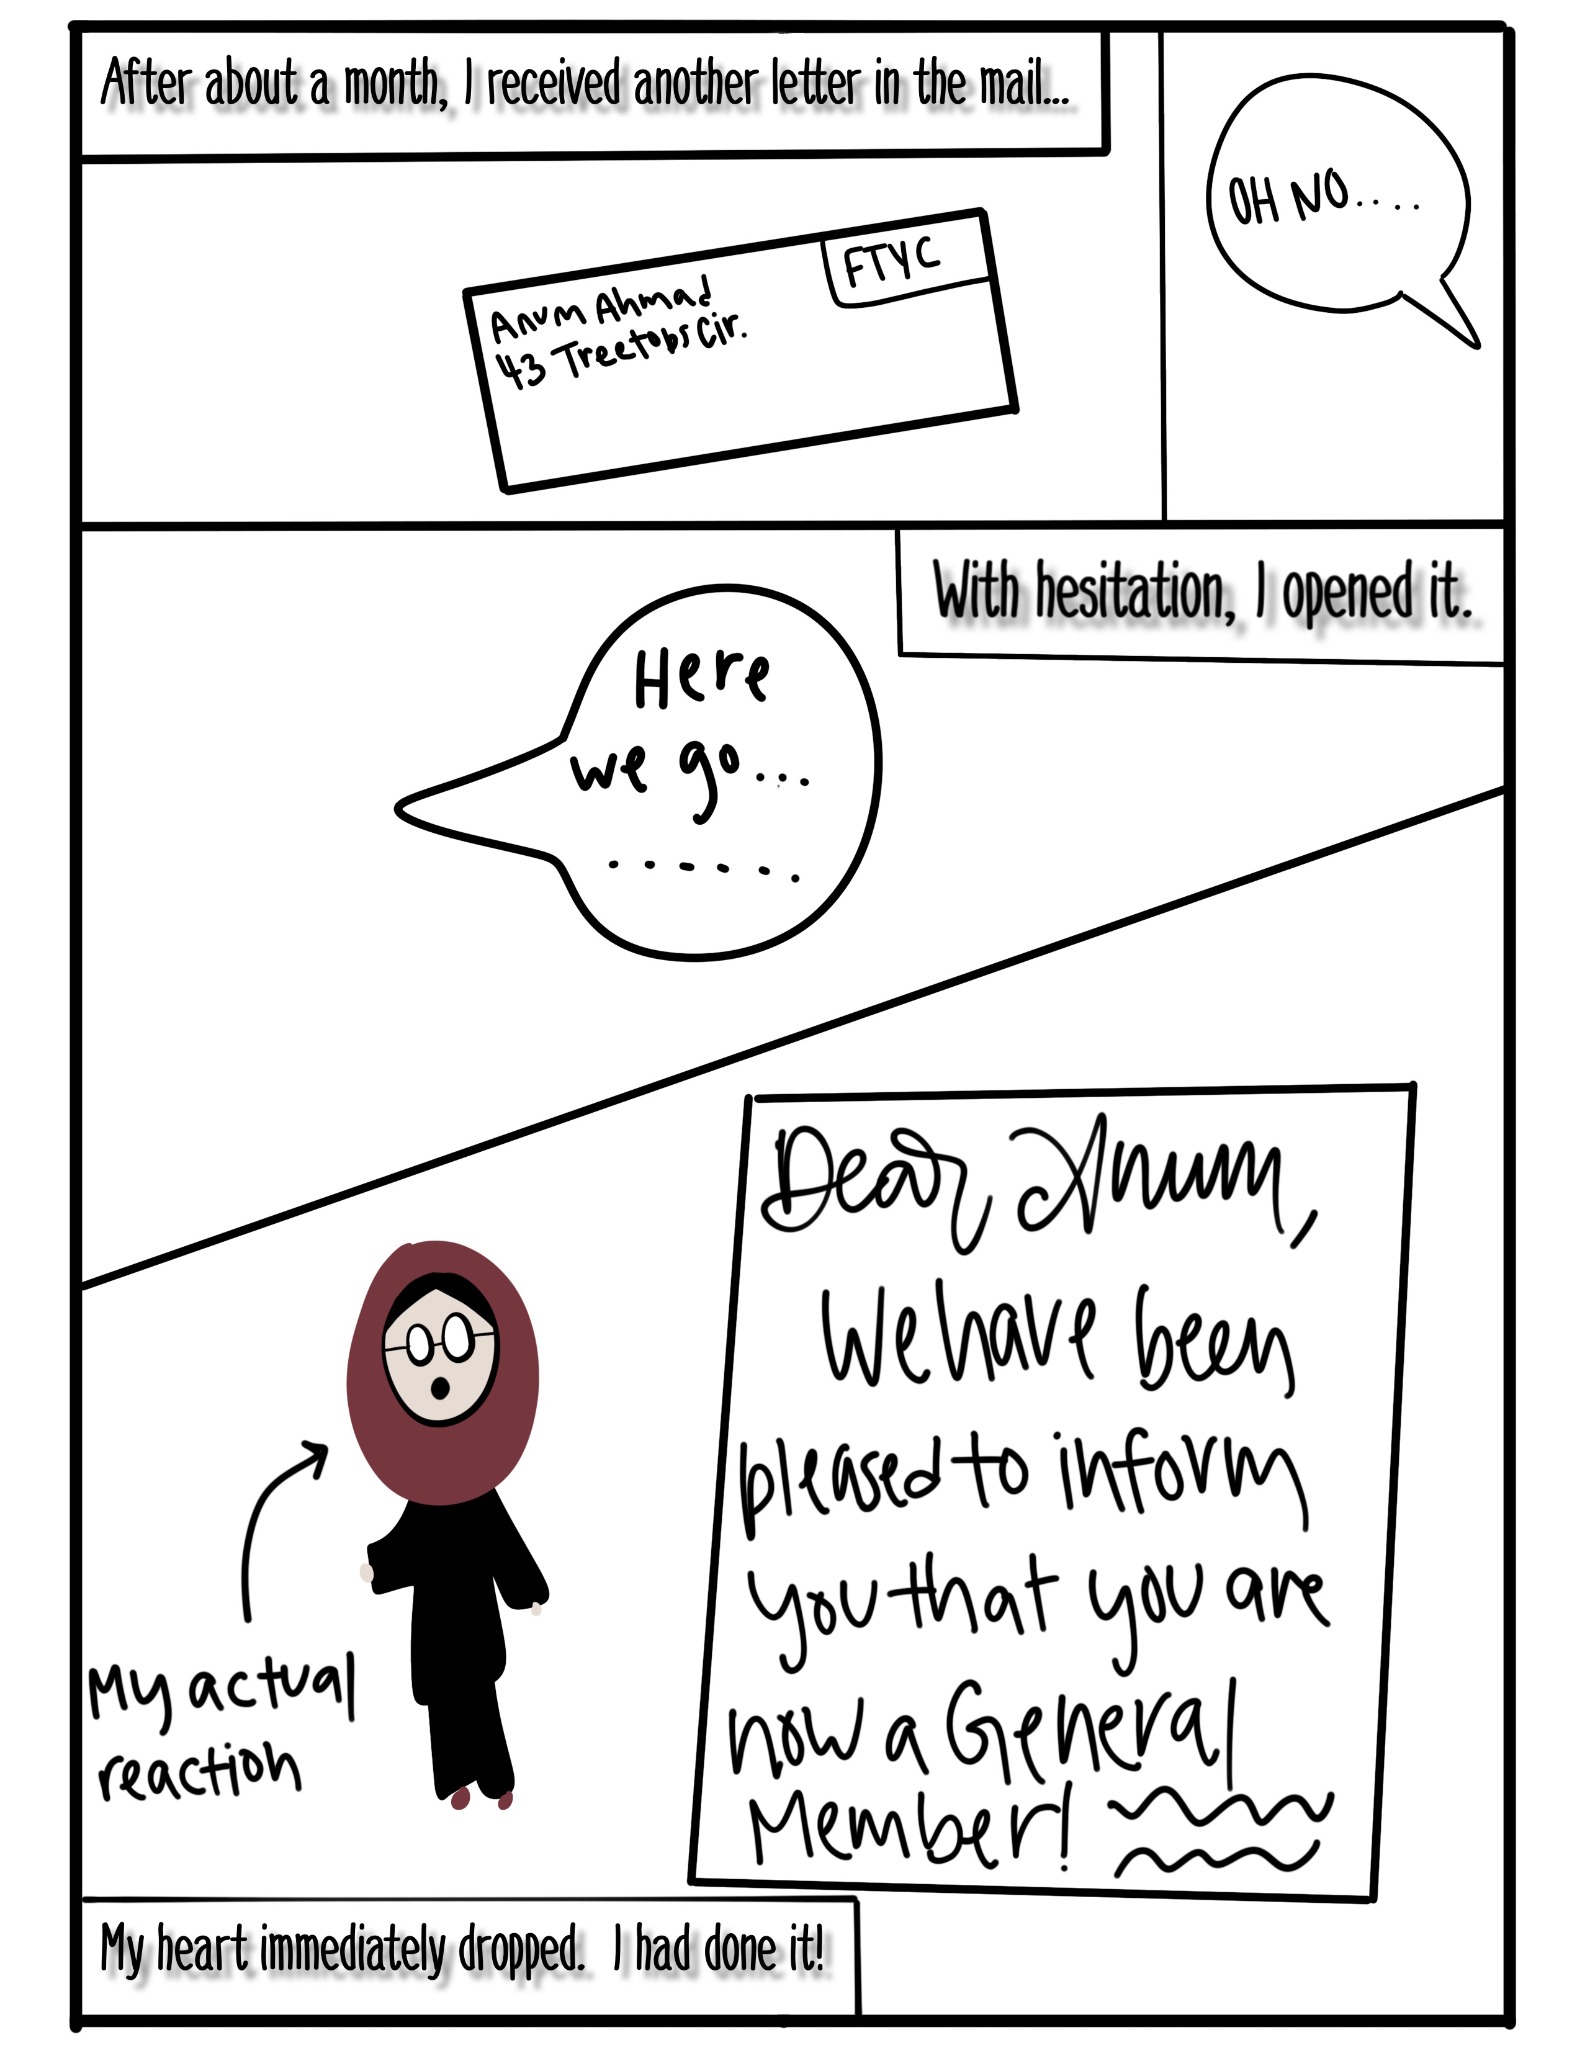 After about a month, I received another letter in the mail...
FTYC
Anum Ahmad
43 Treetops Cir.
OH NO.....
With hesitation, I opened it.
Here
we go...
......
Dear Anum,
We have been
pleased to inform
you that you are
now a General
Member!
My actual
reaction
My heart immediately dropped. I had done it!